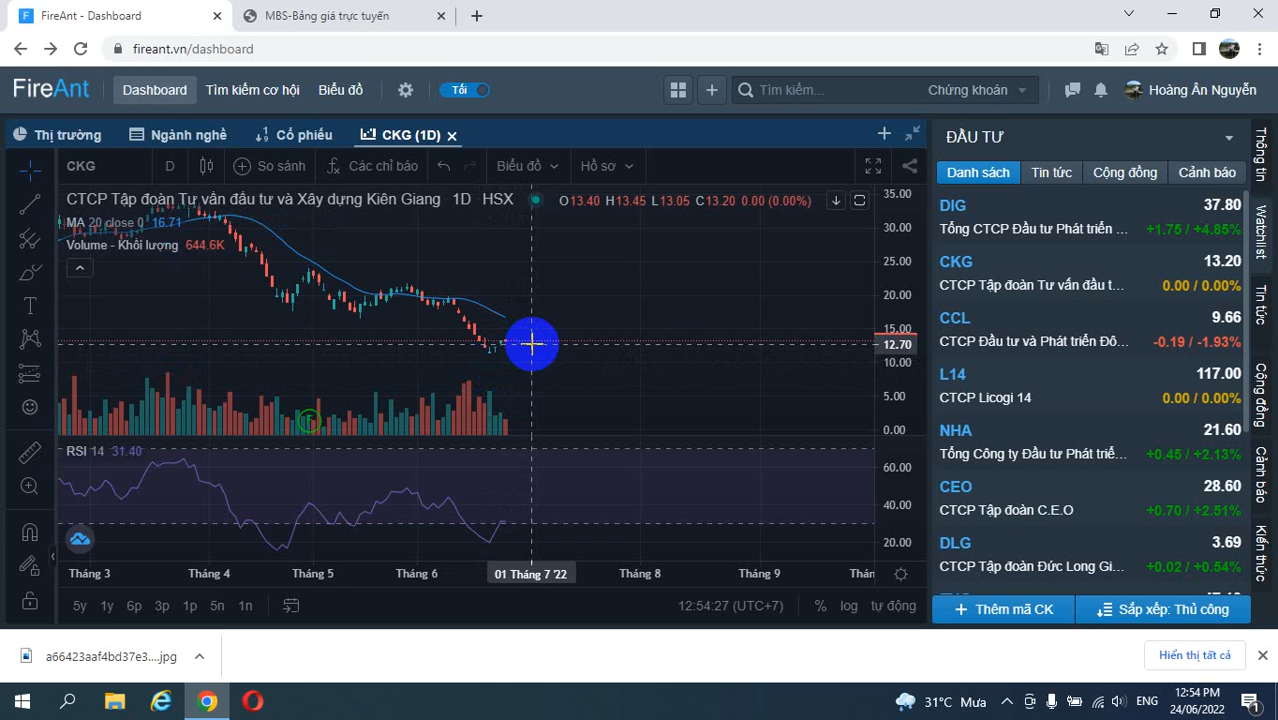 FireAnt - Dashboard
MBS-Bảng giá trực tuyến
fireant.vn/dashboard
FireAnt
Dashboard
Tìm kiếm cơ hội
Biểu đồ
Tối
Tìm kiếm...
Chứng khoán
Hoàng Ân Nguyễn
Thị trường
Ngành nghề
Cổ phiếu
CKG (1D)
CKG
D
So sánh
Các chỉ báo
Biểu đồ
Hồ sơ
CTCP Tập đoàn Tư vấn đầu tư và Xây dựng Kiên Giang 1D HSX
O13.40 H13.45 L13.05 C13.20 0.00 (0.00%)
MA 20 close 0 16.71
Volume - Khối lượng 644.6K
35.00
30.00
25.00
20.00
15.00
12.70
10.00
5.00
0.00
RSI 14 31.40
60.00
40.00
20.00
Tháng 3
Tháng 4
Tháng 5
Tháng 6
01 Tháng 7 '22
Tháng 8
Tháng 9
Thán
5y 1y 6p 3p 1p 5n 1n
12:54:27 (UTC+7)
% log tự động
ĐẦU TƯ
Danh sách
Tin tức
Cộng đồng
Cảnh báo
DIG 37.80
Tổng CTCP Đầu tư Phát triển ... +1.75 / +4.85%
CKG 13.20
CTCP Tập đoàn Tư vấn đầu t... 0.00 / 0.00%
CCL 9.66
CTCP Đầu tư và Phát triển Đô... -0.19 / -1.93%
L14 117.00
CTCP Licogi 14 0.00 / 0.00%
NHA 21.60
Tổng Công ty Đầu tư Phát triể... +0.45 / +2.13%
CEO 28.60
CTCP Tập đoàn C.E.O +0.70 / +2.51%
DLG 3.69
CTCP Tập đoàn Đức Long Gi... +0.02 / +0.54%
Thêm mã CK
Sắp xếp: Thủ công
Thông tin
Watchlist
Tin tức
Cộng đồng
Cảnh báo
Kiến thức
a66423aaf4bd37e3....jpg
Hiển thị tất cả
31°C Mưa
ENG
12:54 PM
24/06/2022
1